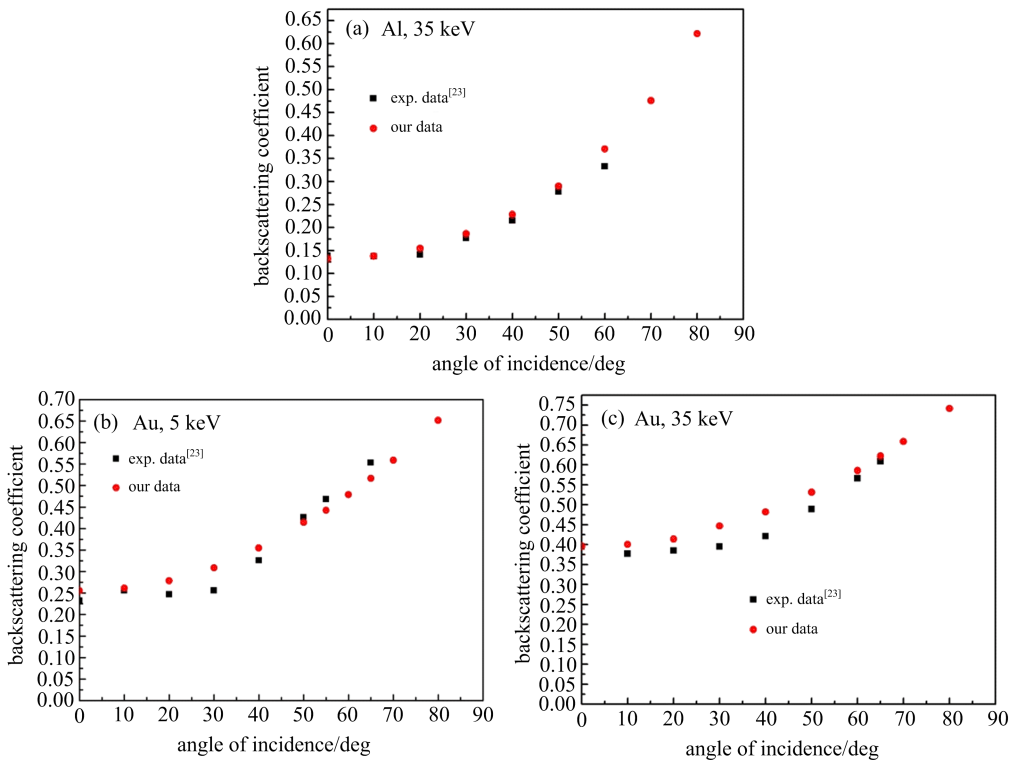 (a) Al, 35 keV
exp. data[23]
our data
backscattering coefficient
0.65
0.60
0.55
0.50
0.45
0.40
0.35
0.30
0.25
0.20
0.15
0.10
0.05
0.00
0 10 20 30 40 50 60 70 80 90
angle of incidence/deg
(b) Au, 5 keV
exp. data[23]
our data
backscattering coefficient
0.70
0.65
0.60
0.55
0.50
0.45
0.40
0.35
0.30
0.25
0.20
0.15
0.10
0.05
0.00
0 10 20 30 40 50 60 70 80 90
angle of incidence/deg
(c) Au, 35 keV
exp. data[23]
our data
backscattering coefficient
0.75
0.70
0.65
0.60
0.55
0.50
0.45
0.40
0.35
0.30
0.25
0.20
0.15
0.10
0.05
0.00
0 10 20 30 40 50 60 70 80 90
angle of incidence/deg